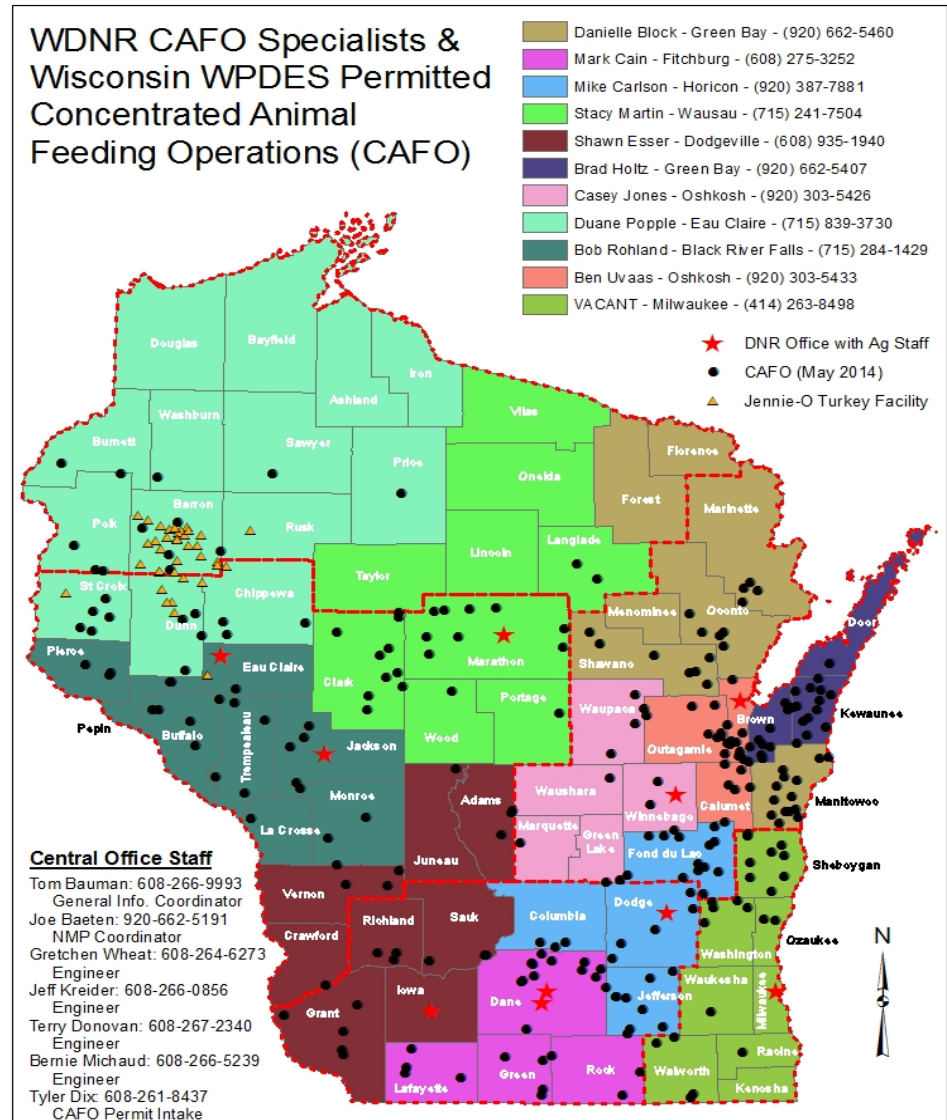 WDNR CAFO Specialists &
Wisconsin WPDES Permitted
Concentrated Animal
Feeding Operations (CAFO)
Danielle Block - Green Bay - (920) 662-5460
Mark Cain - Fitchburg - (608) 275-3252
Mike Carlson - Horicon - (920) 387-7881
Stacy Martin - Wausau - (715) 241-7504
Shawn Esser - Dodgeville - (608) 935-1940
Brad Holtz - Green Bay - (920) 662-5407
Casey Jones - Oshkosh - (920) 303-5426
Duane Popple - Eau Claire - (715) 839-3730
Bob Rohland - Black River Falls - (715) 284-1429
Ben Uvaas - Oshkosh - (920) 303-5433
VACANT - Milwaukee - (414) 263-8498
DNR Office with Ag Staff
CAFO (May 2014)
Jennie-O Turkey Facility
Douglas
Bayfield
Iron
Ashland
Vilas
Washburn
Burnett
Sawyer
Price
Oneida
Florence
Forest
Marinette
Polk
Barron
Rusk
Lincoln
Langlade
Taylor
St Croix
Chippewa
Dunn
Menominee
Oconto
Door
Pierce
Eau Claire
Clark
Marathon
Shawano
Pepin
Buffalo
Trempealeau
Jackson
Wood
Portage
Waupaca
Outagamie
Brown
Kewaunee
Monroe
La Crosse
Adams
Juneau
Waushara
Marquette
Green
Lake
Winnebago
Calumet
Manitowoc
Fond du Lac
Sheboygan
Vernon
Crawford
Richland
Sauk
Columbia
Dodge
Washington
Ozaukee
Grant
Iowa
Dane
Jefferson
Waukesha
Milwaukee
Lafayette
Green
Rock
Walworth
Racine
Kenosha
N
Central Office Staff
Tom Bauman: 608-266-9993
General Info. Coordinator
Joe Baeten: 920-662-5191
NMP Coordinator
Gretchen Wheat: 608-264-6273
Engineer
Jeff Kreider: 608-266-0856
Engineer
Terry Donovan: 608-267-2340
Engineer
Bernie Michaud: 608-266-5239
Engineer
Tyler Dix: 608-261-8437
CAFO Permit Intake